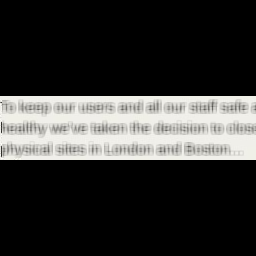 To keep our users and all our staff safe a
healthy we've taken the decision to close
physical sites in London and Boston...